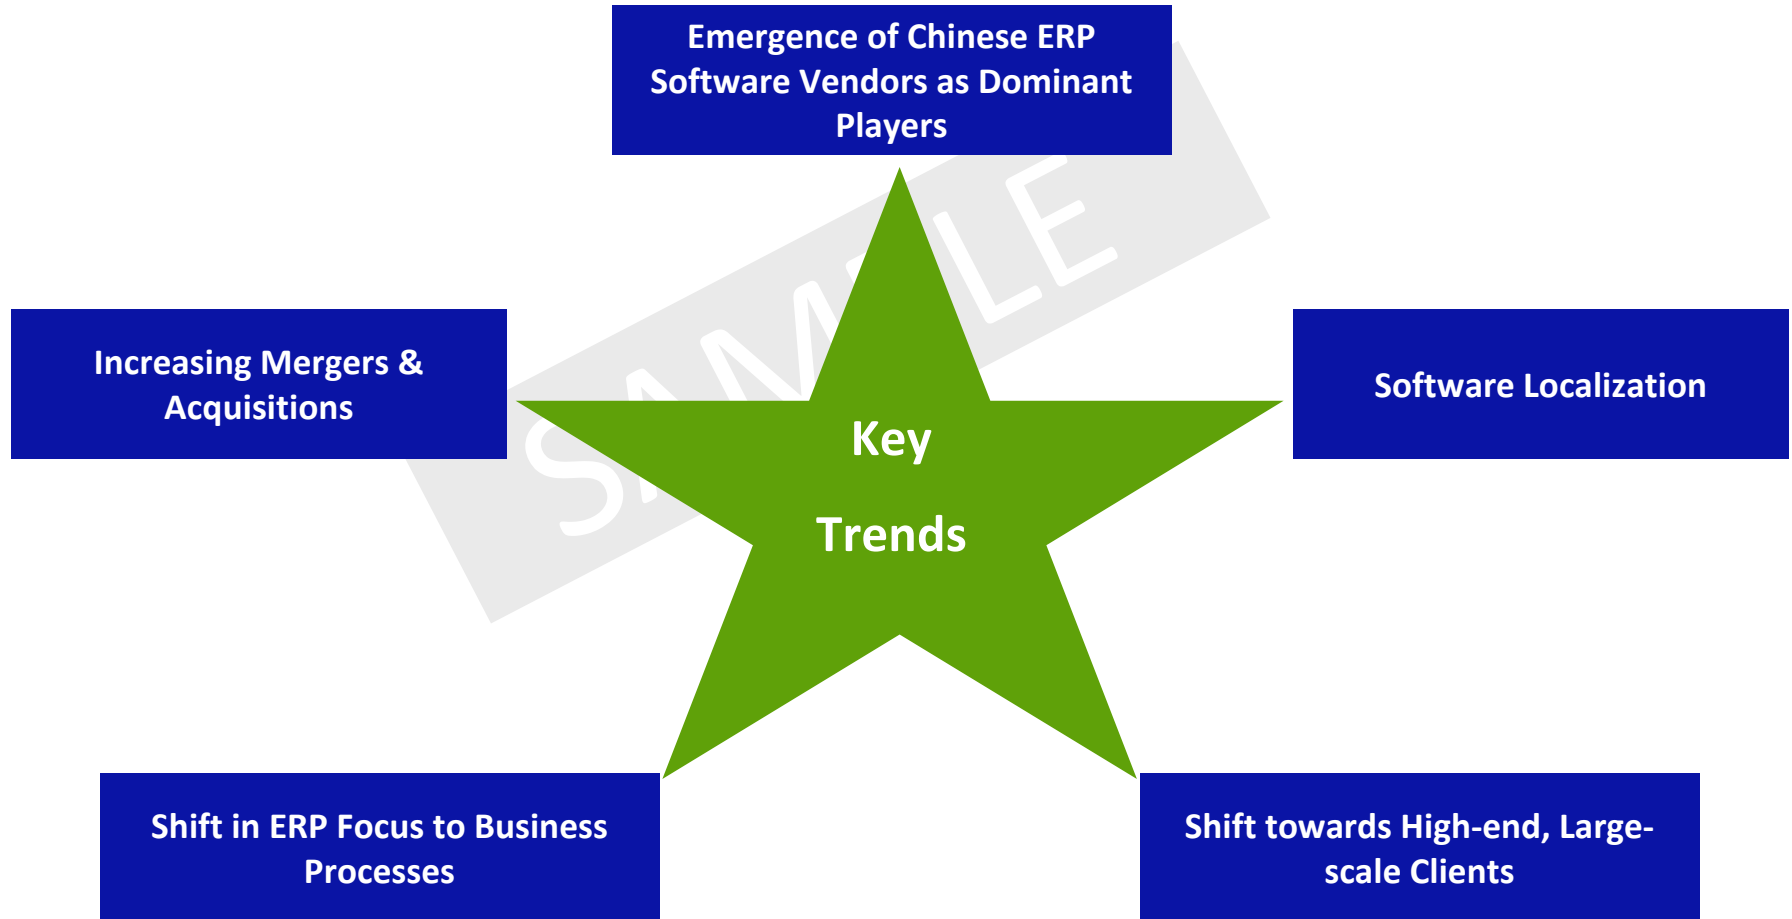 Emergence of Chinese ERP
Software Vendors as Dominant
Players
SAMPLE
Increasing Mergers &
Acquisitions
Software Localization
Key
Trends
Shift in ERP Focus to Business
Processes
Shift towards High-end, Large-
scale Clients